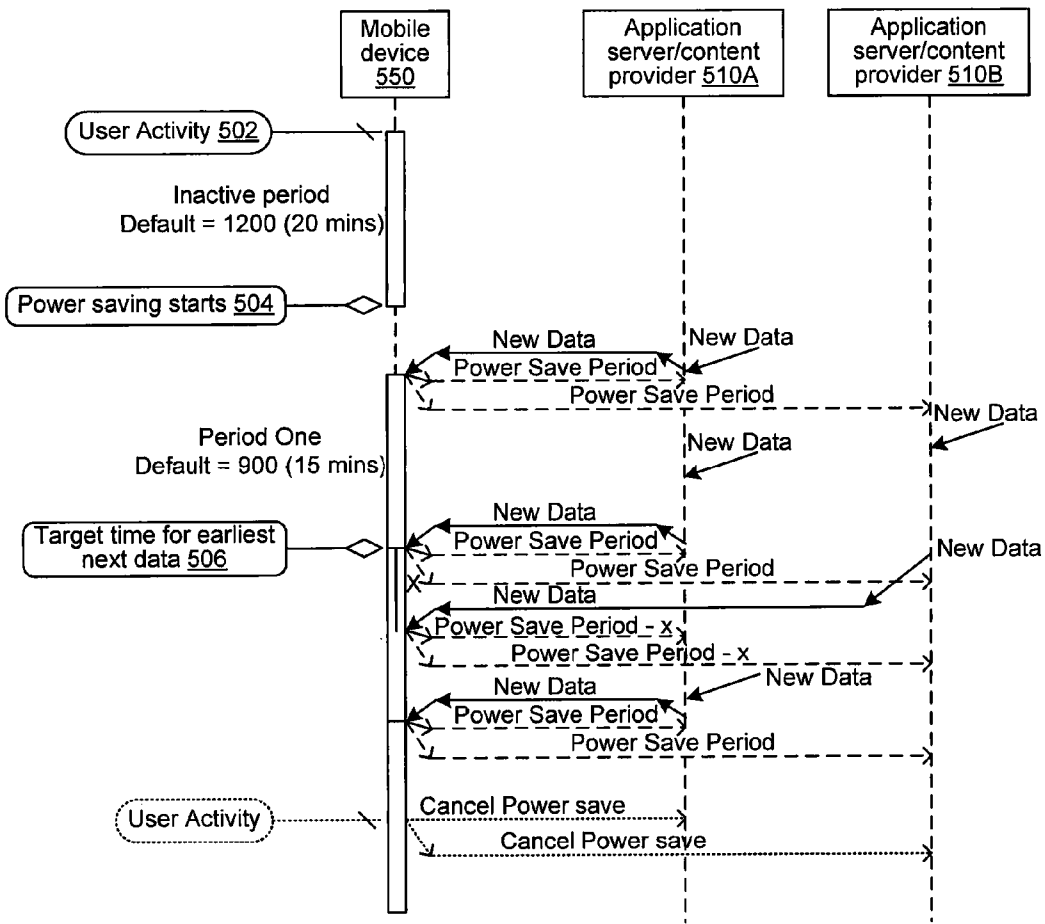 Mobile
device
550
Application
server/content
provider 510A
Application
server/content
provider 510B
User Activity 502
Inactive period
Default = 1200 (20 mins)
Power saving starts 504
New Data
New Data
Power Save Period
Power Save Period
New Data
Period One
Default = 900 (15 mins)
New Data
Target time for earliest
next data 506
New Data
Power Save Period
New Data
Power Save Period
X
New Data
Power Save Period - x
Power Save Period - x
New Data
New Data
Power Save Period
Power Save Period
User Activity
Cancel Power save
Cancel Power save